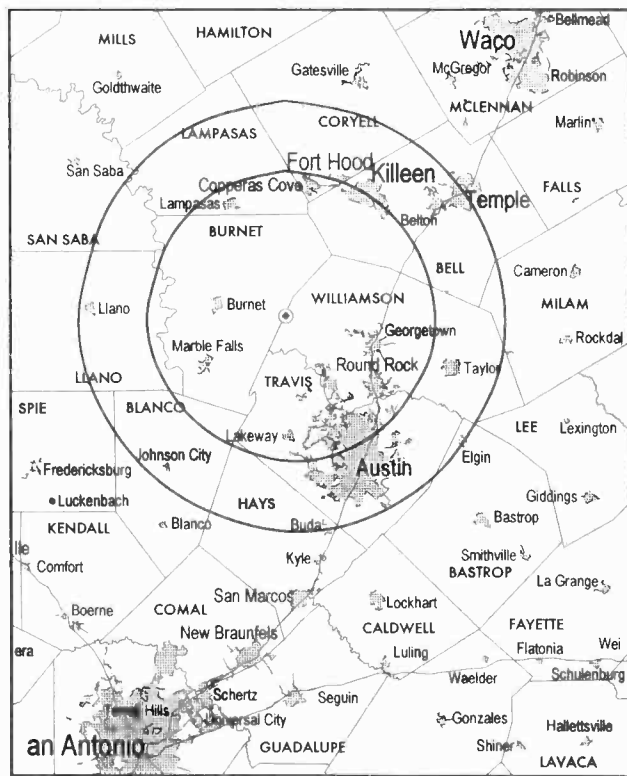 Bellmead
HAMILTON
MILLS
Waco
Gatesville
McGregor
Robinson
Goldthwaite
MCLENNAN
CORYELL
Marlin
LAMPASAS
Fort Hood
San Saba
Killeen
Copperas Cove
FALLS
Temple
Lampasas
Belton
BURNET
SAN SABA
BELL
Cameron
WILLIAMSON
MILAM
Llano
Burnet
Georgetown
Rockdal
Marble Falls
Round Rock
Taylor
LLANO
TRAVIS
SPIE
BLANCO
LEE
Lexington
Lakeway
Johnson City
Elgin
Austin
Fredericksburg
Luckenbach
HAYS
Giddings
Bastrop
KENDALL
Blanco
Buda
lle
Smithville
Kyle
Comfort
BASTROP
La Grange
San Marcos
Lockhart
COMAL
Boerne
CALDWELL
FAYETTE
New Braunfels
Wei
era
Luling
Flatonia
Schulenburg
Waelder
Schertz
Seguin
Hills
Universal City
Gonzales
Hallettsville
an Antonio
GUADALUPE
Shiner
LAVACA